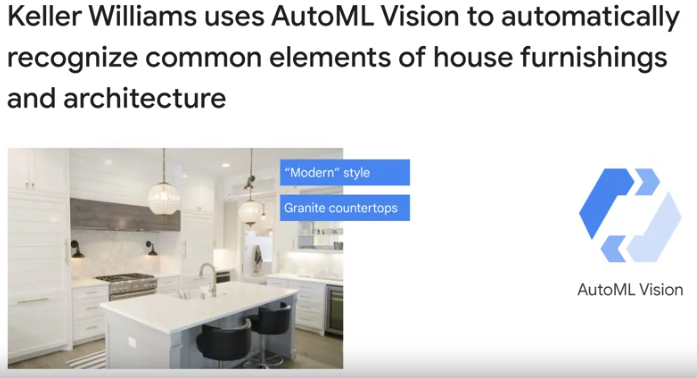 Keller Williams uses AutoML Vision to automatically
recognize common elements of house furnishings
and architecture
“Modern” style
Granite countertops
AutoML Vision